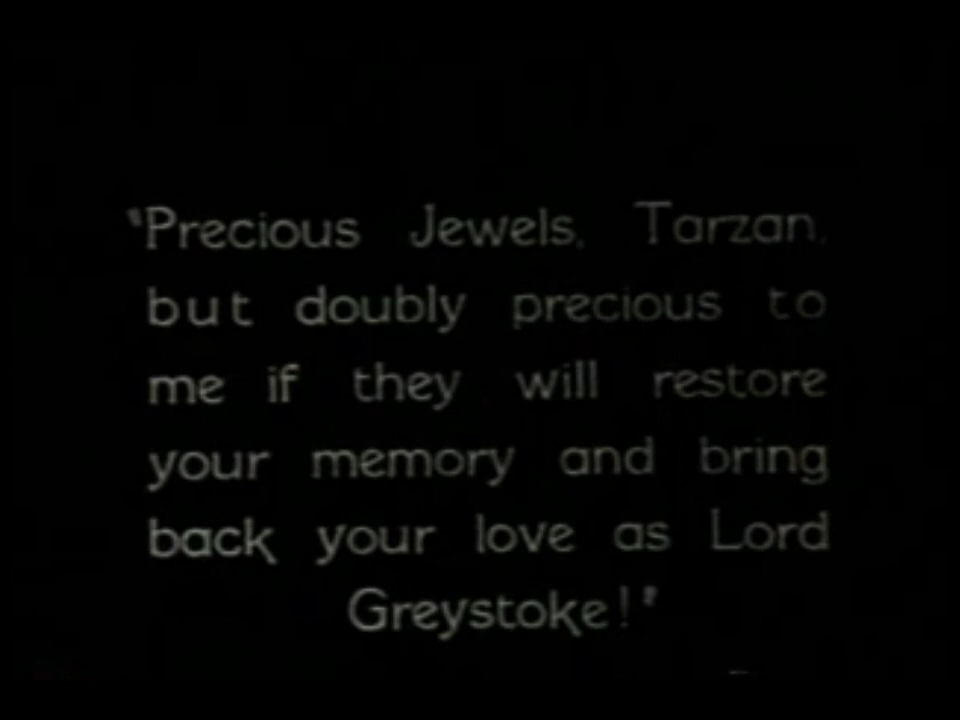 "Precious Jewels, Tarzan,
but doubly precious to
me if they will restore
your memory and bring
back your love as Lord
Greystoke!"